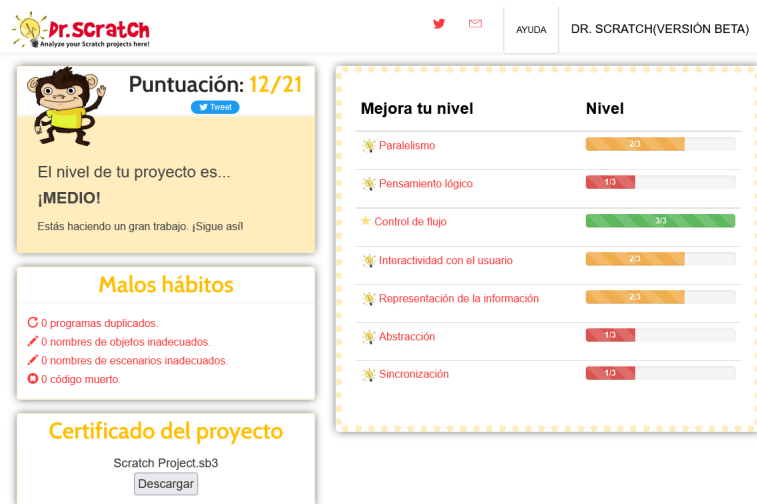 Dr.Scratch
Analyze your Scratch projects here!
AYUDA
DR. SCRATCH(VERSIÓN BETA)
Puntuación: 12/21
Tweet
El nivel de tu proyecto es...
¡MEDIO!
Estás haciendo un gran trabajo. ¡Sigue así!
Malos hábitos
0 programas duplicados.
0 nombres de objetos inadecuados.
0 nombres de escenarios inadecuados.
0 código muerto.
Certificado del proyecto
Scratch Project.sb3
Descargar
Mejora tu nivel Nivel
Paralelismo 2/3
Pensamiento lógico 1/3
Control de flujo 3/3
Interactividad con el usuario 2/3
Representación de la información 2/3
Abstracción 1/3
Sincronización 1/3